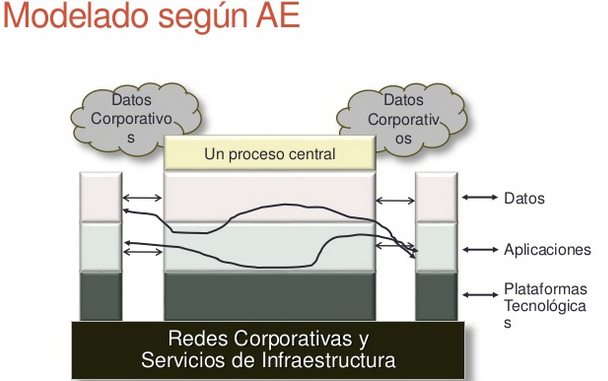 Modelado según AE
Datos
Corporativo
s
Datos
Corporativ
os
Un proceso central
Datos
Aplicaciones
Plataformas
Tecnológica
s
Redes Corporativas y
Servicios de Infraestructura